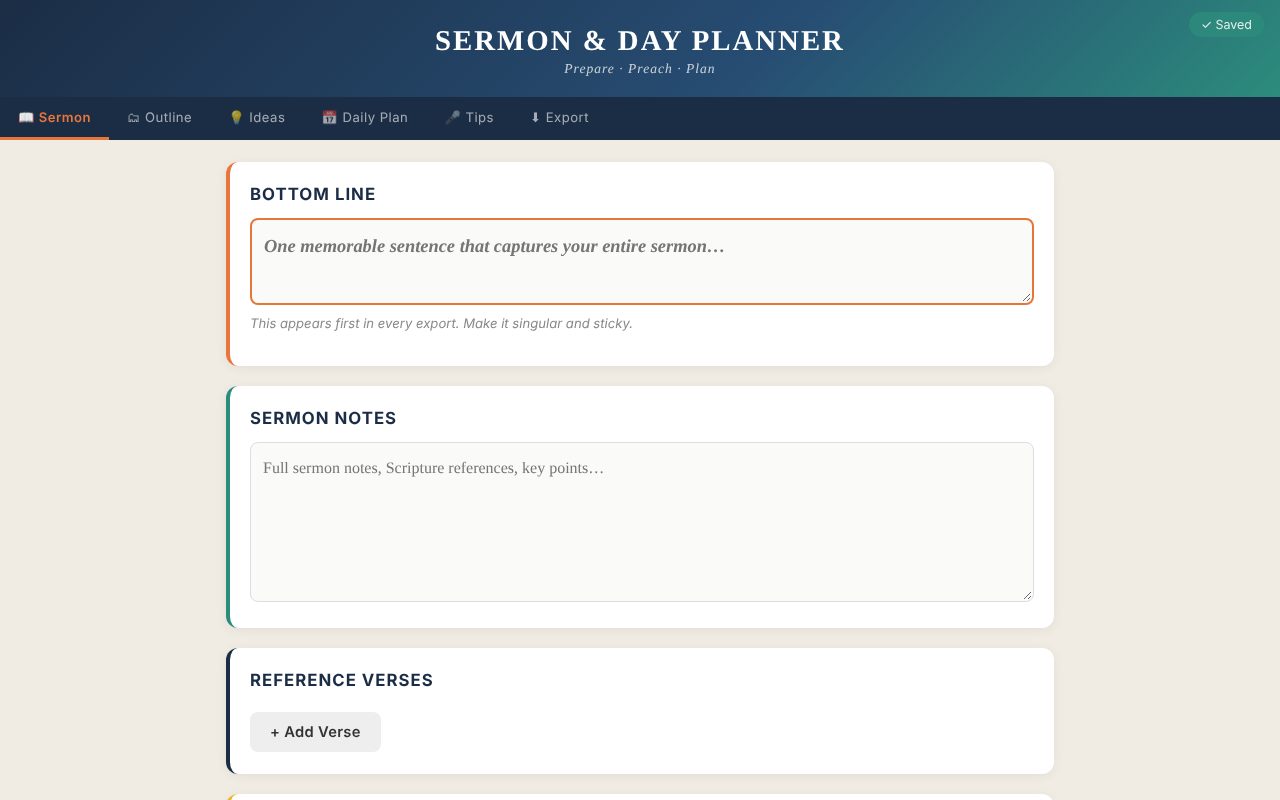 SERMON & DAY PLANNER
Prepare · Preach · Plan
✓ Saved
📖 Sermon
🗂 Outline
💡 Ideas
📅 Daily Plan
🎤 Tips
⬇ Export
BOTTOM LINE
One memorable sentence that captures your entire sermon…
This appears first in every export. Make it singular and sticky.
SERMON NOTES
Full sermon notes, Scripture references, key points…
REFERENCE VERSES
+ Add Verse